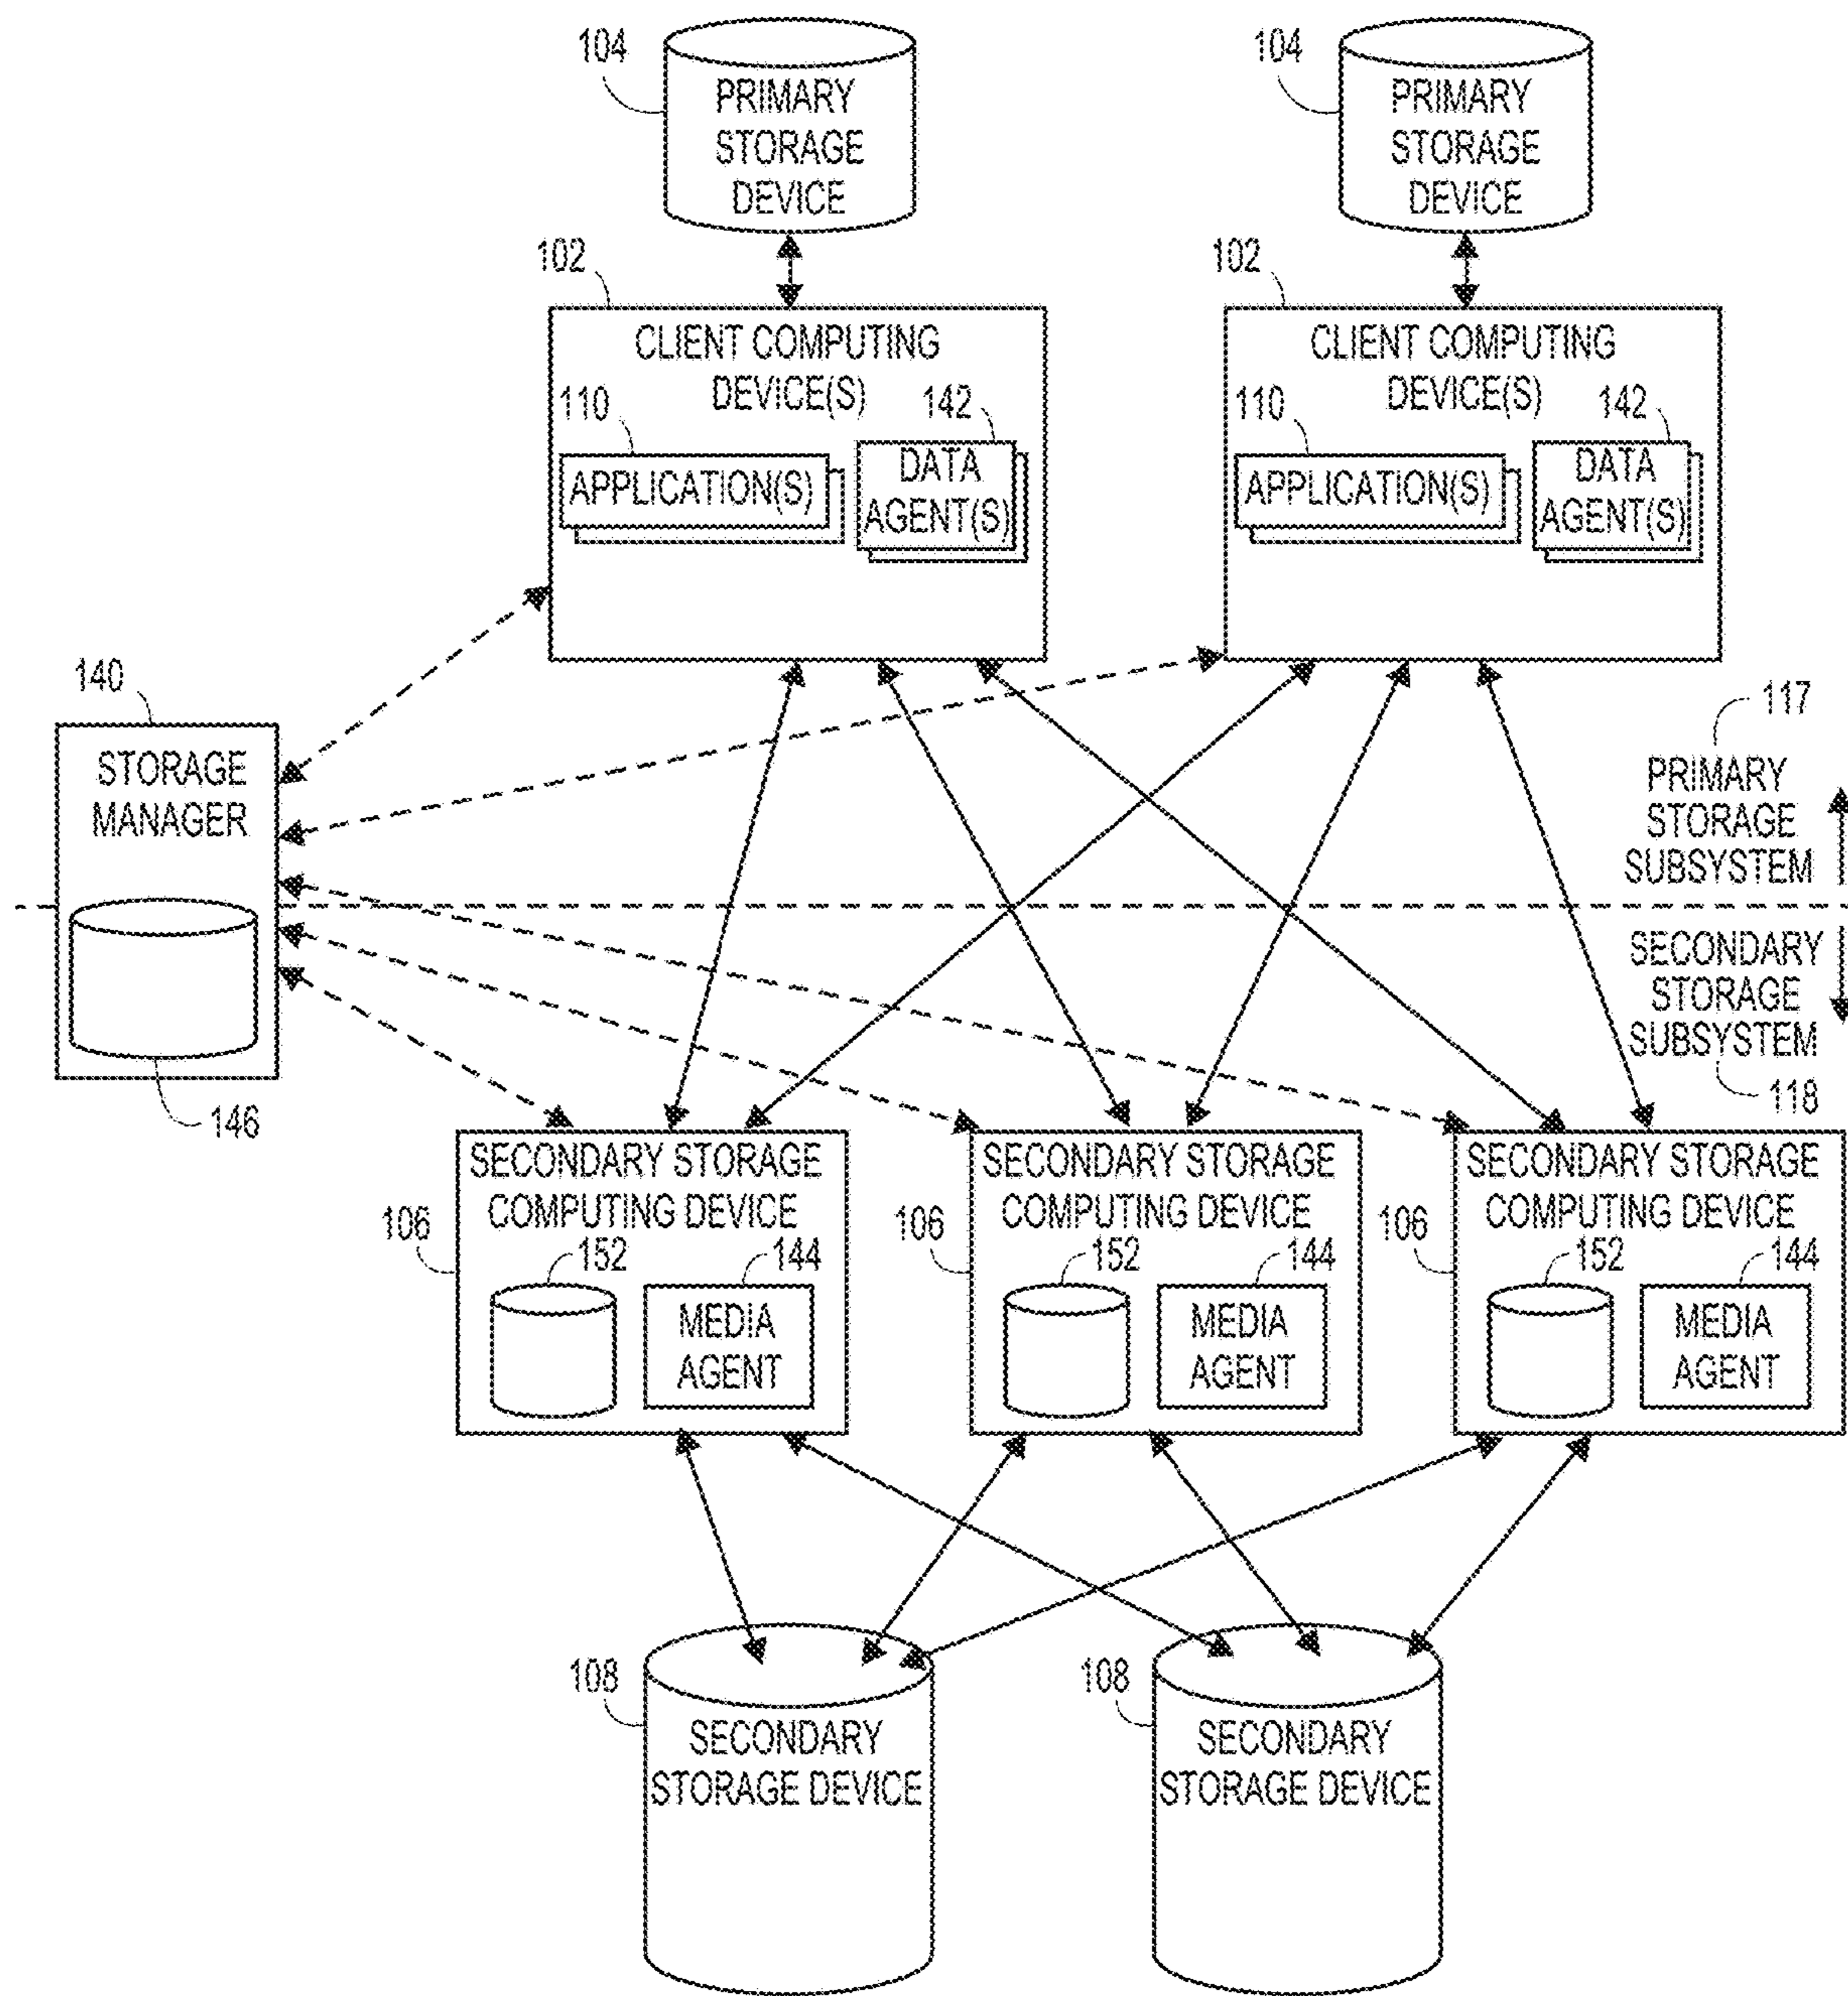 104
PRIMARY
STORAGE
DEVICE
104
PRIMARY
STORAGE
DEVICE
102
CLIENT COMPUTING
DEVICE(S)
110
142
APPLICATION(S)
DATA
AGENT(S)
102
CLIENT COMPUTING
DEVICE(S)
110
142
APPLICATION(S)
DATA
AGENT(S)
140
STORAGE
MANAGER
146
117
PRIMARY
STORAGE
SUBSYSTEM
SECONDARY
STORAGE
SUBSYSTEM
118
106
SECONDARY STORAGE
COMPUTING DEVICE
152
144
MEDIA
AGENT
106
SECONDARY STORAGE
COMPUTING DEVICE
152
144
MEDIA
AGENT
106
SECONDARY STORAGE
COMPUTING DEVICE
152
144
MEDIA
AGENT
108
SECONDARY
STORAGE DEVICE
108
SECONDARY
STORAGE DEVICE